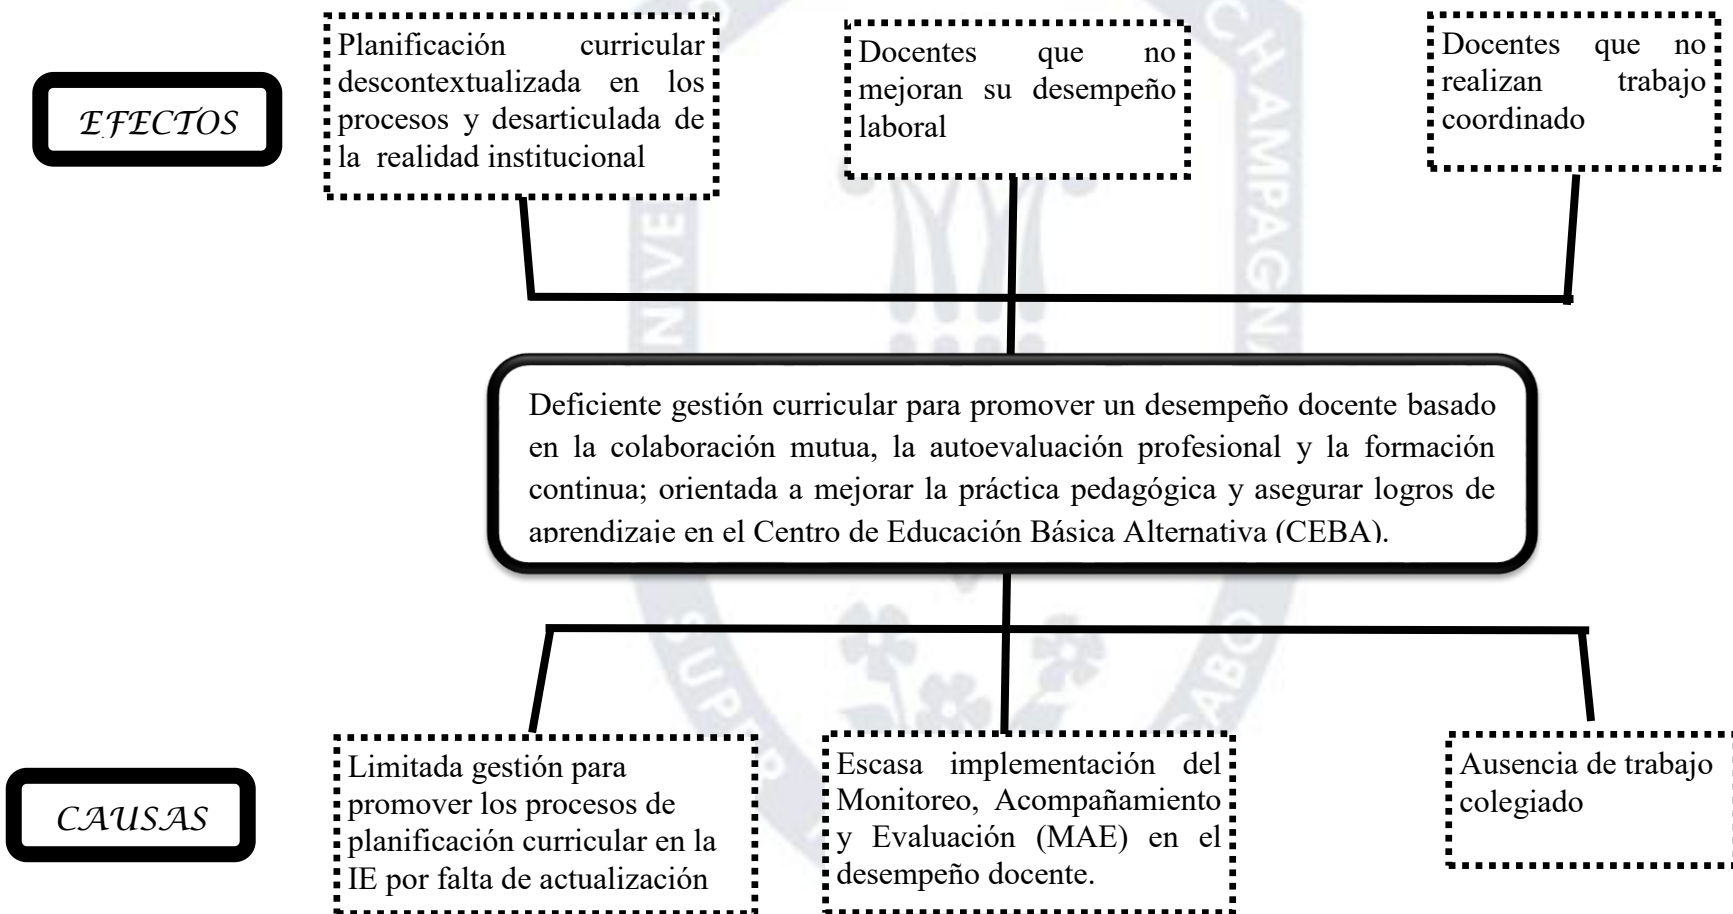 EFECTOS
Planificación curricular
descontextualizada en los
procesos y desarticulada de
la realidad institucional
Docentes que no
mejoran su desempeño
laboral
Docentes que no
realizan trabajo
coordinado
Deficiente gestión curricular para promover un desempeño docente basado
en la colaboración mutua, la autoevaluación profesional y la formación
continua; orientada a mejorar la práctica pedagógica y asegurar logros de
aprendizaje en el Centro de Educación Básica Alternativa (CEBA).
CAUSAS
Limitada gestión para
promover los procesos de
planificación curricular en la
IE por falta de actualización
Escasa implementación del
Monitoreo, Acompañamiento
y Evaluación (MAE) en el
desempeño docente.
Ausencia de trabajo
colegiado
CHAMPAGNA